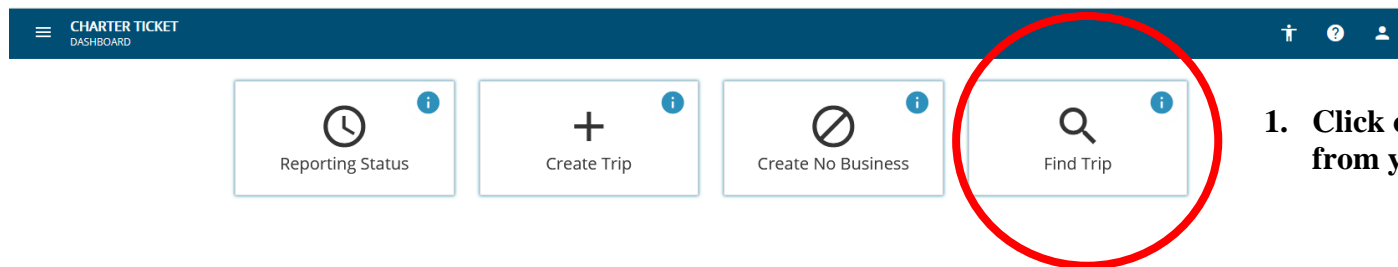 CHARTER TICKET
DASHBOARD
Reporting Status
Create Trip
Create No Business
Find Trip
1. Click
from